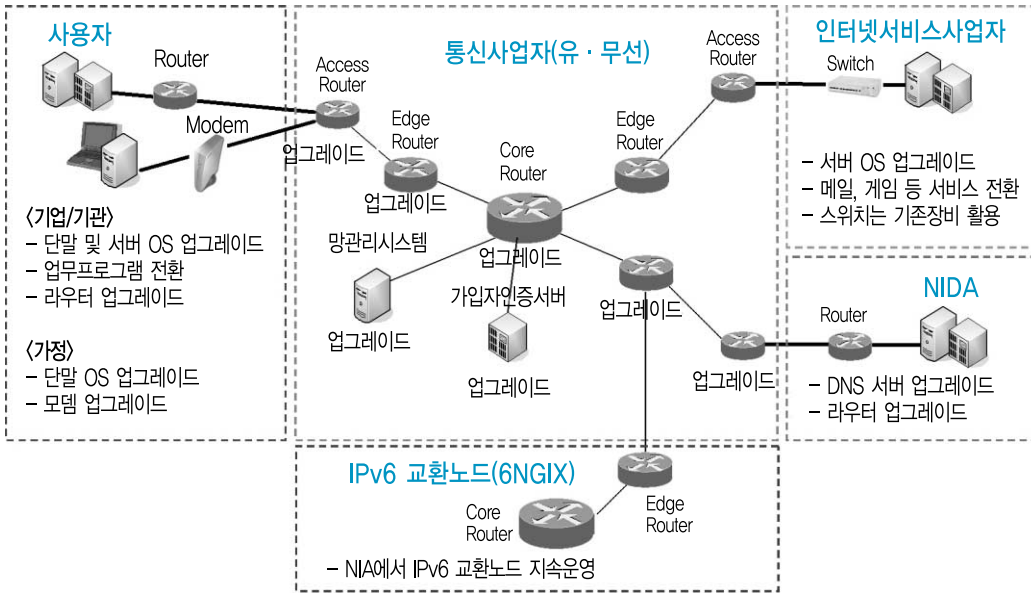 사용자
Router
Modem
〈기업/기관〉
– 단말 및 서버 OS 업그레이드
– 업무프로그램 전환
– 라우터 업그레이드
〈가정〉
– 단말 OS 업그레이드
– 모뎀 업그레이드
통신사업자(유·무선)
Access
Router
업그레이드
Edge
Router
업그레이드
Core
Router
업그레이드
Edge
Router
Access
Router
망관리시스템
업그레이드
가입자인증서버
업그레이드
업그레이드
업그레이드
인터넷서비스사업자
Switch
– 서버 OS 업그레이드
– 메일, 게임 등 서비스 전환
– 스위치는 기존장비 활용
NIDA
Router
– DNS 서버 업그레이드
– 라우터 업그레이드
IPv6 교환노드(6NGIX)
Core
Router
Edge
Router
– NIA에서 IPv6 교환노드 지속운영